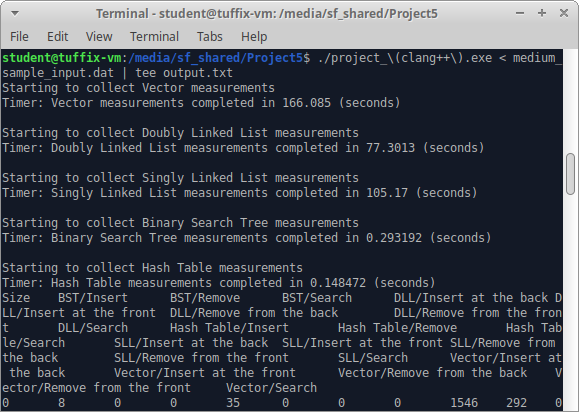 Terminal - student@tuffix-vm: /media/sf_shared/Project5
File Edit View Terminal Tabs Help
student@tuffix-vm:/media/sf_shared/Project5$ ./project_\(clang++\).exe < medium_
sample_input.dat | tee output.txt
Starting to collect Vector measurements
Timer: Vector measurements completed in 166.085 (seconds)
Starting to collect Doubly Linked List measurements
Timer: Doubly Linked List measurements completed in 77.3013 (seconds)
Starting to collect Singly Linked List measurements
Timer: Singly Linked List measurements completed in 105.17 (seconds)
Starting to collect Binary Search Tree measurements
Timer: Binary Search Tree measurements completed in 0.293192 (seconds)
Starting to collect Hash Table measurements
Timer: Hash Table measurements completed in 0.148472 (seconds)
Size BST/Insert BST/Remove BST/Search DLL/Insert at the back D
LL/Insert at the front DLL/Remove from the back DLL/Remove from the fron
t DLL/Search Hash Table/Insert Hash Table/Remove Hash Tab
le/Search SLL/Insert at the back SLL/Insert at the front SLL/Remove from
the back SLL/Remove from the front SLL/Search Vector/Insert at
the back Vector/Insert at the front Vector/Remove from the back V
ector/Remove from the front Vector/Search
0 8 0 0 35 0 0 0 1546 292 0